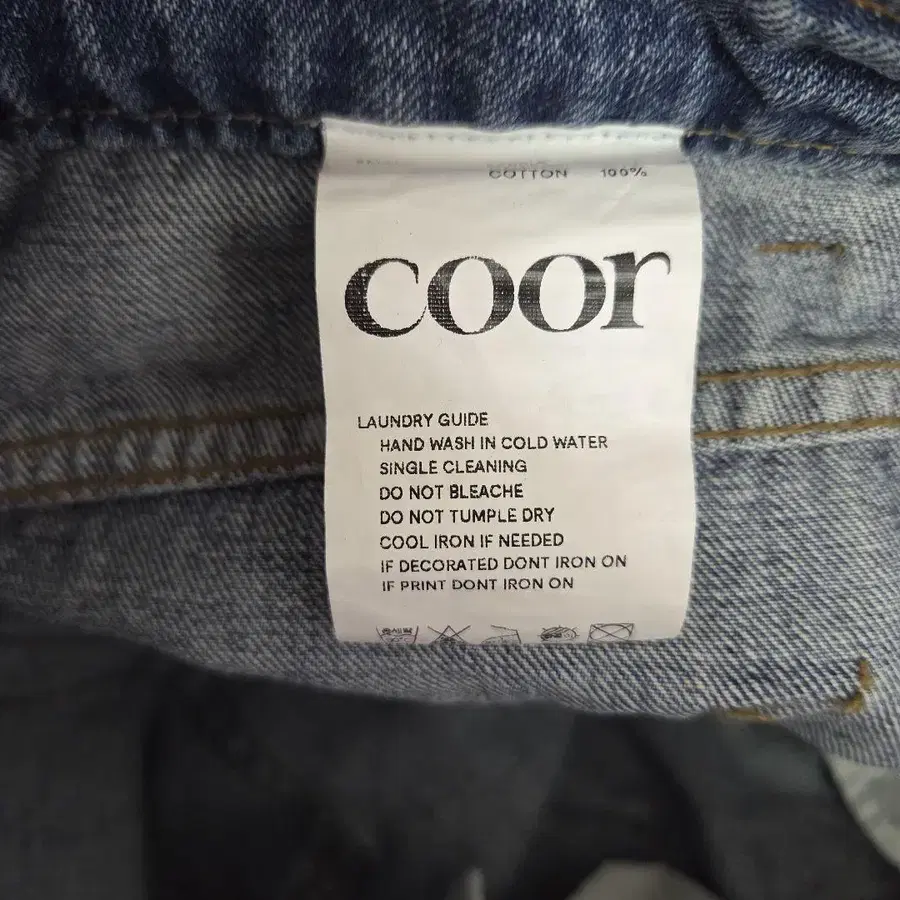 COTTON 100%
coor
LAUNDRY GUIDE
HAND WASH IN COLD WATER
SINGLE CLEANING
DO NOT BLEACHE
DO NOT TUMPLE DRY
COOL IRON IF NEEDED
IF DECORATED DONT IRON ON
IF PRINT DONT IRON ON